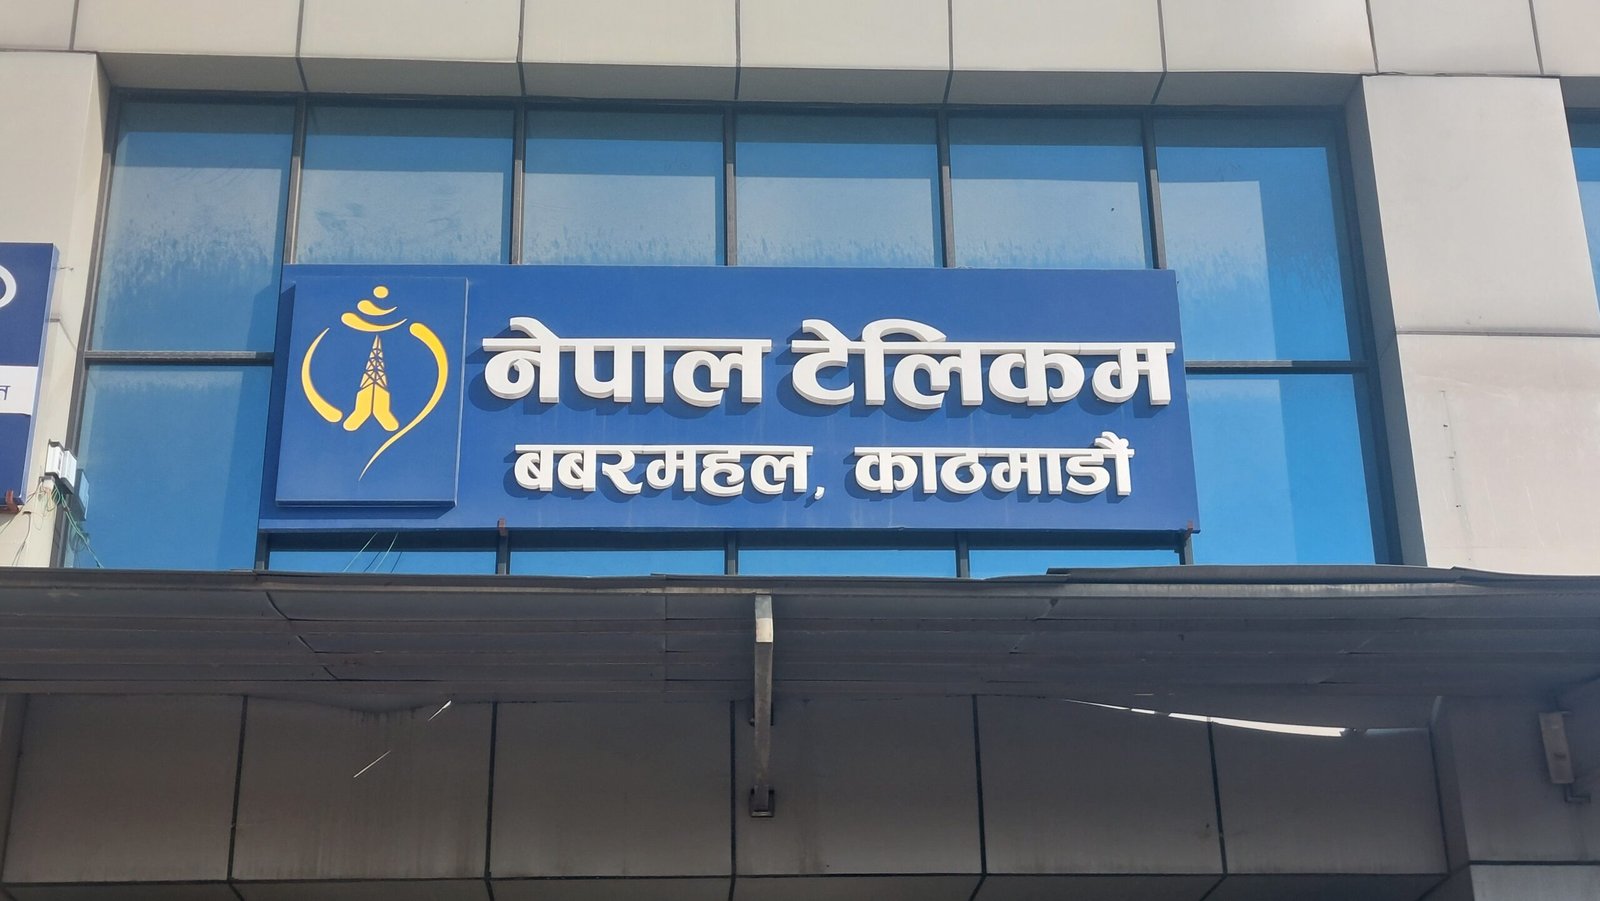 नेपाल टेलिकम
बबरमहल, काठमाडौं